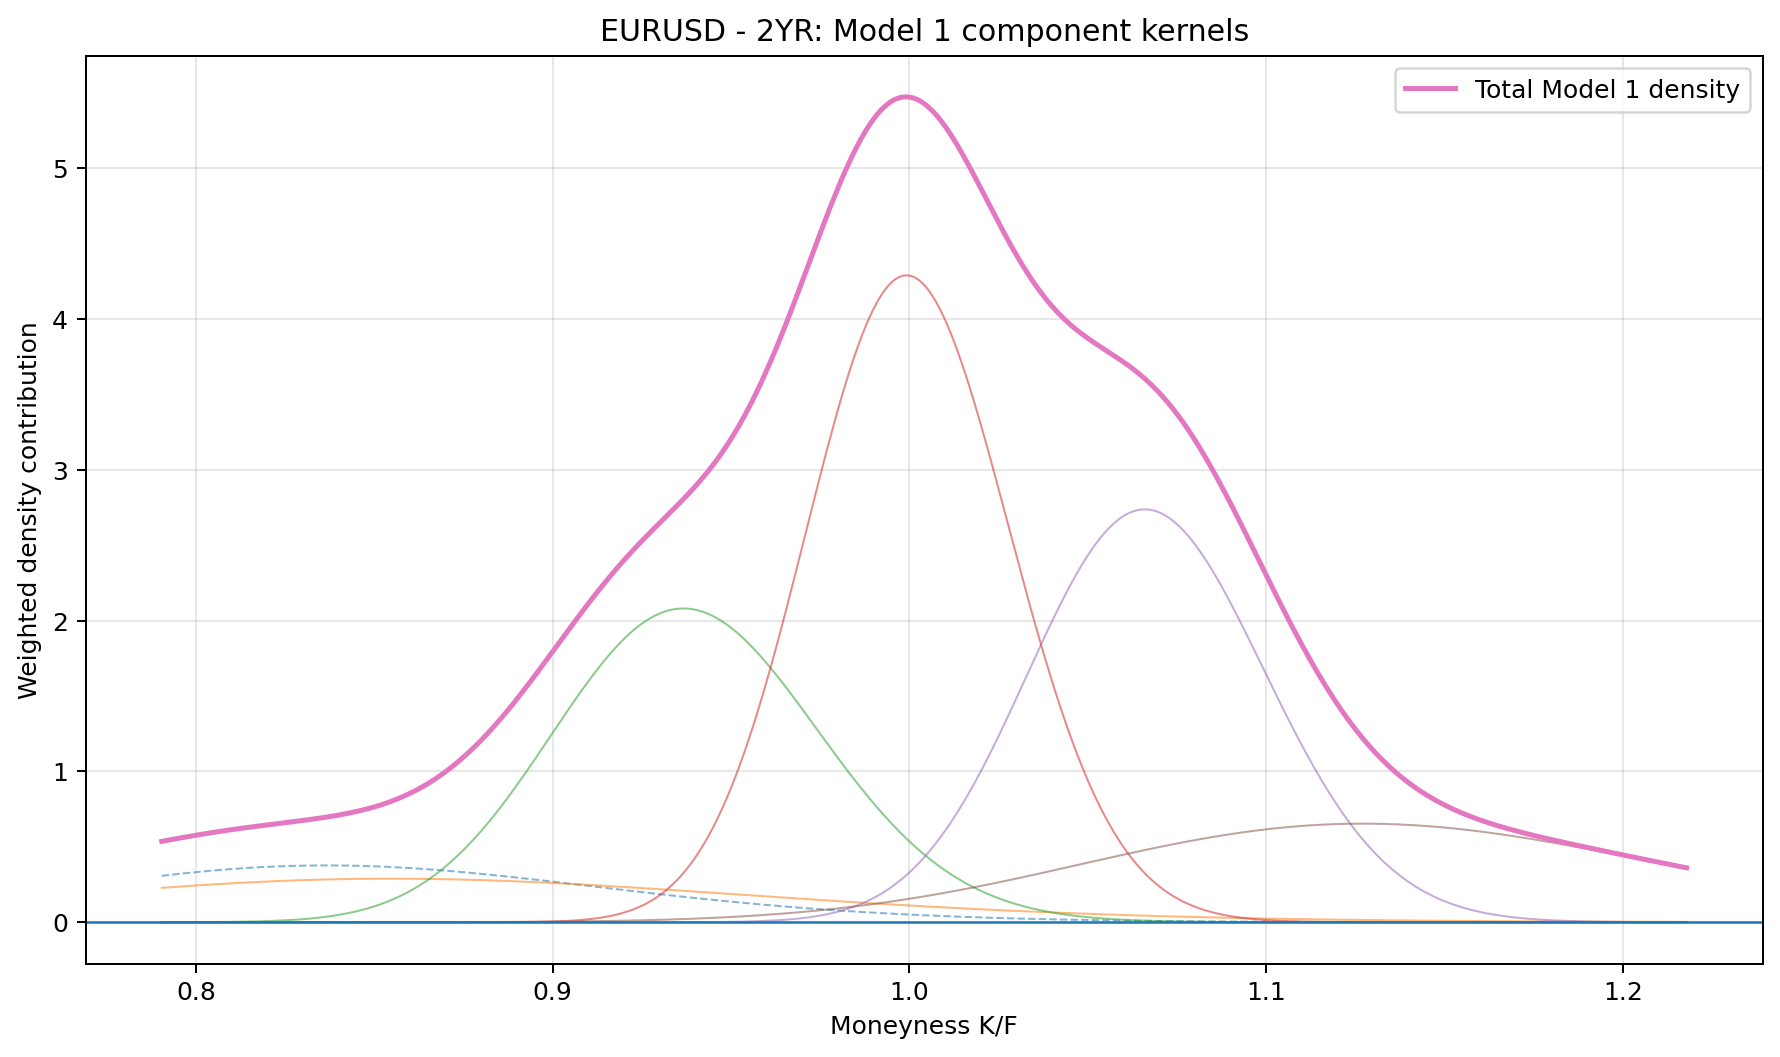 EURUSD - 2YR: Model 1 component kernels
Total Model 1 density
Weighted density contribution
5
4
3
2
1
0
0.8 0.9 1.0 1.1 1.2
Moneyness K/F